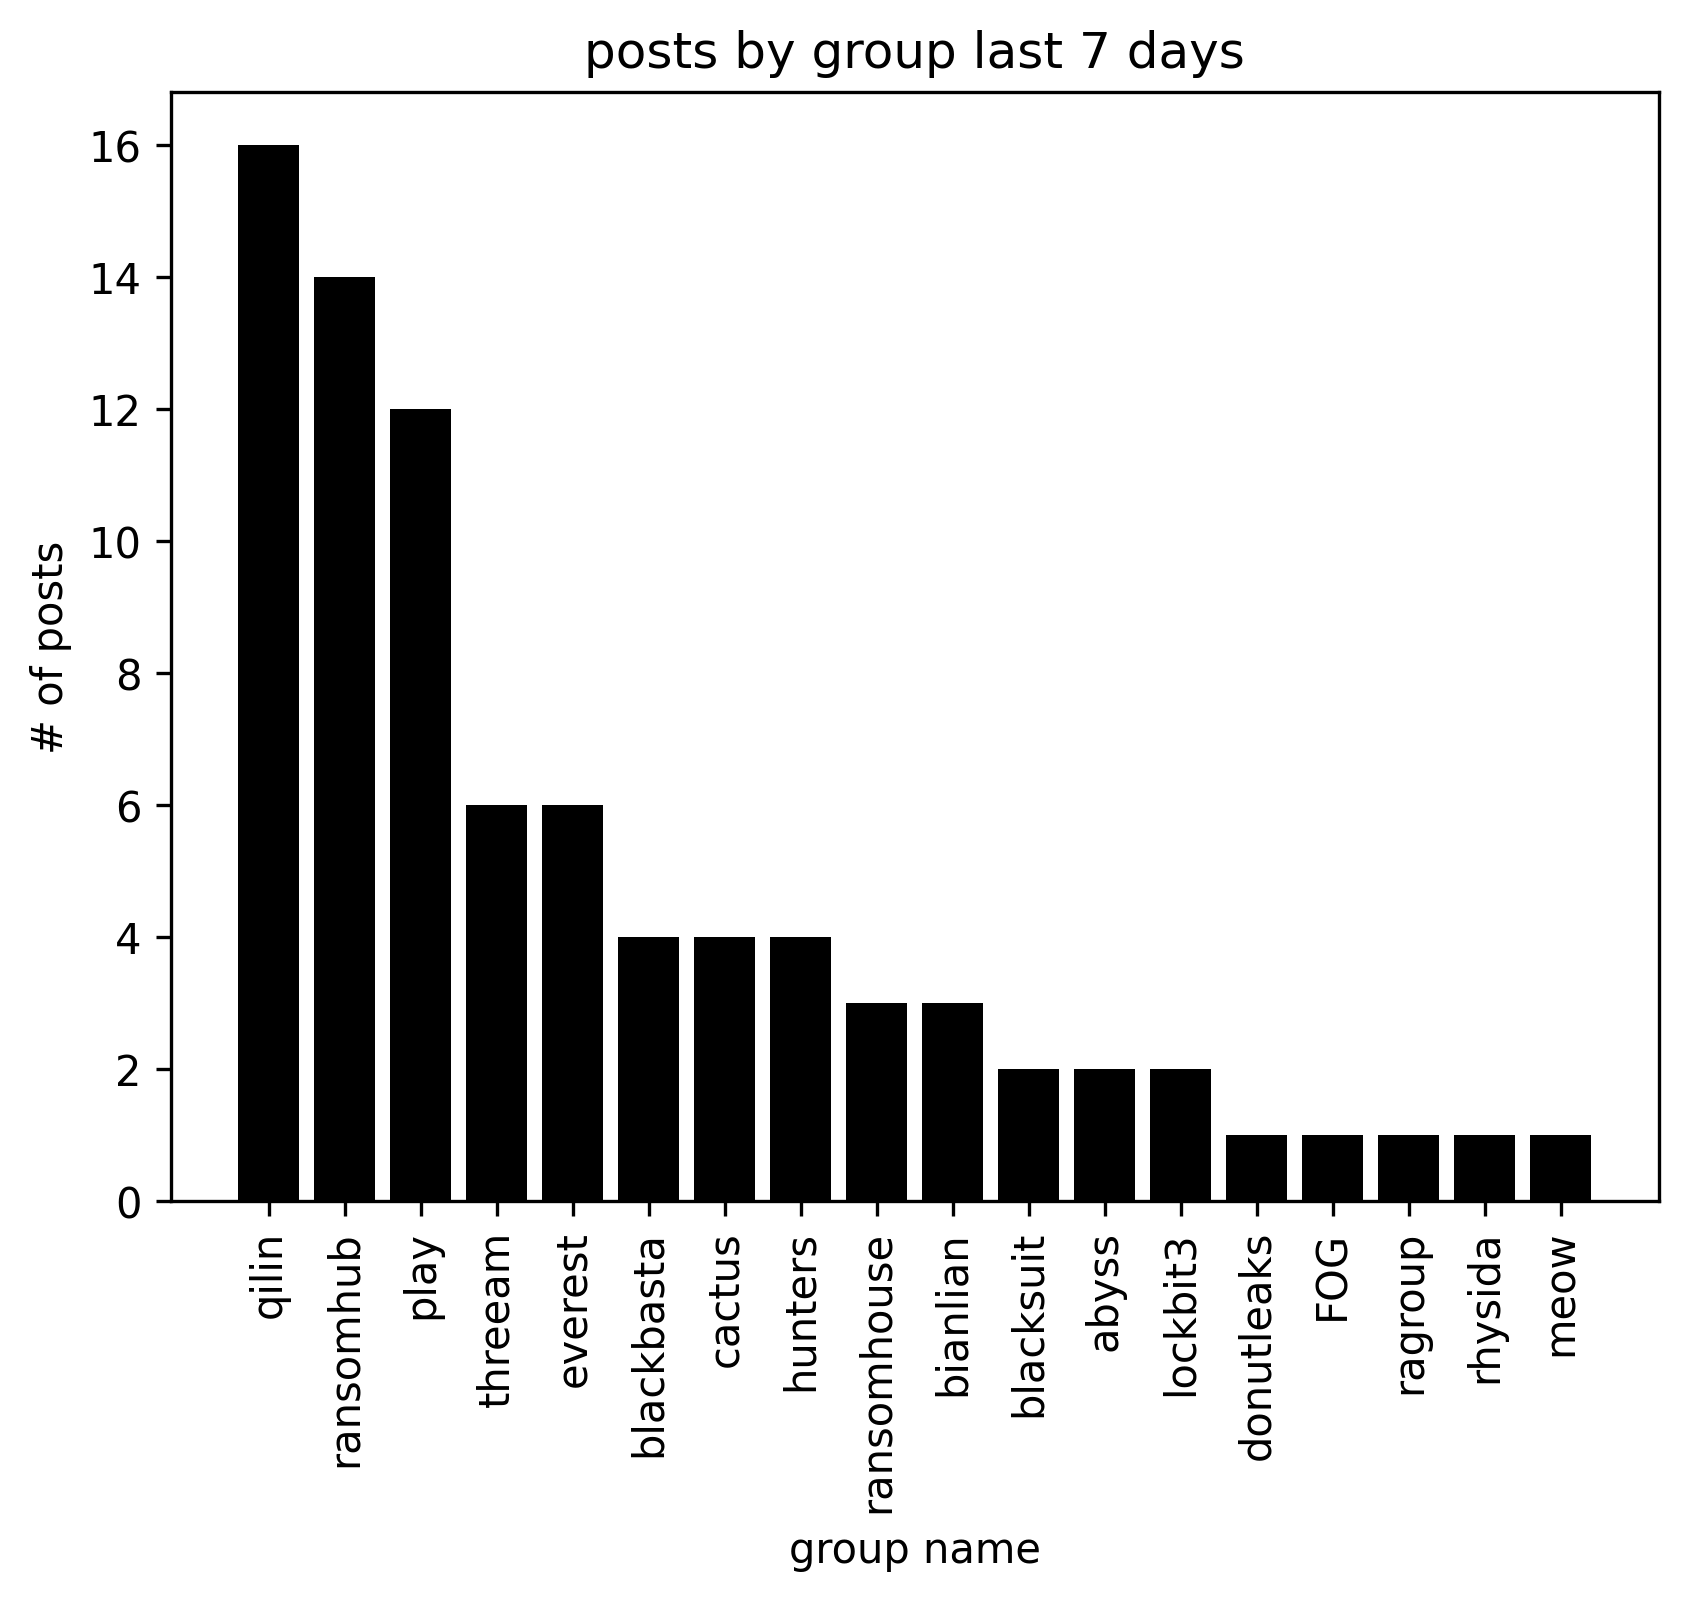 posts by group last 7 days
# of posts
16
14
12
10
8
6
4
2
0
qilin
ransomhub
play
threeam
everest
blackbasta
cactus
hunters
ransomhouse
bianlian
blacksuit
abyss
lockbit3
donutleaks
FOG
ragroup
rhysida
meow
group name